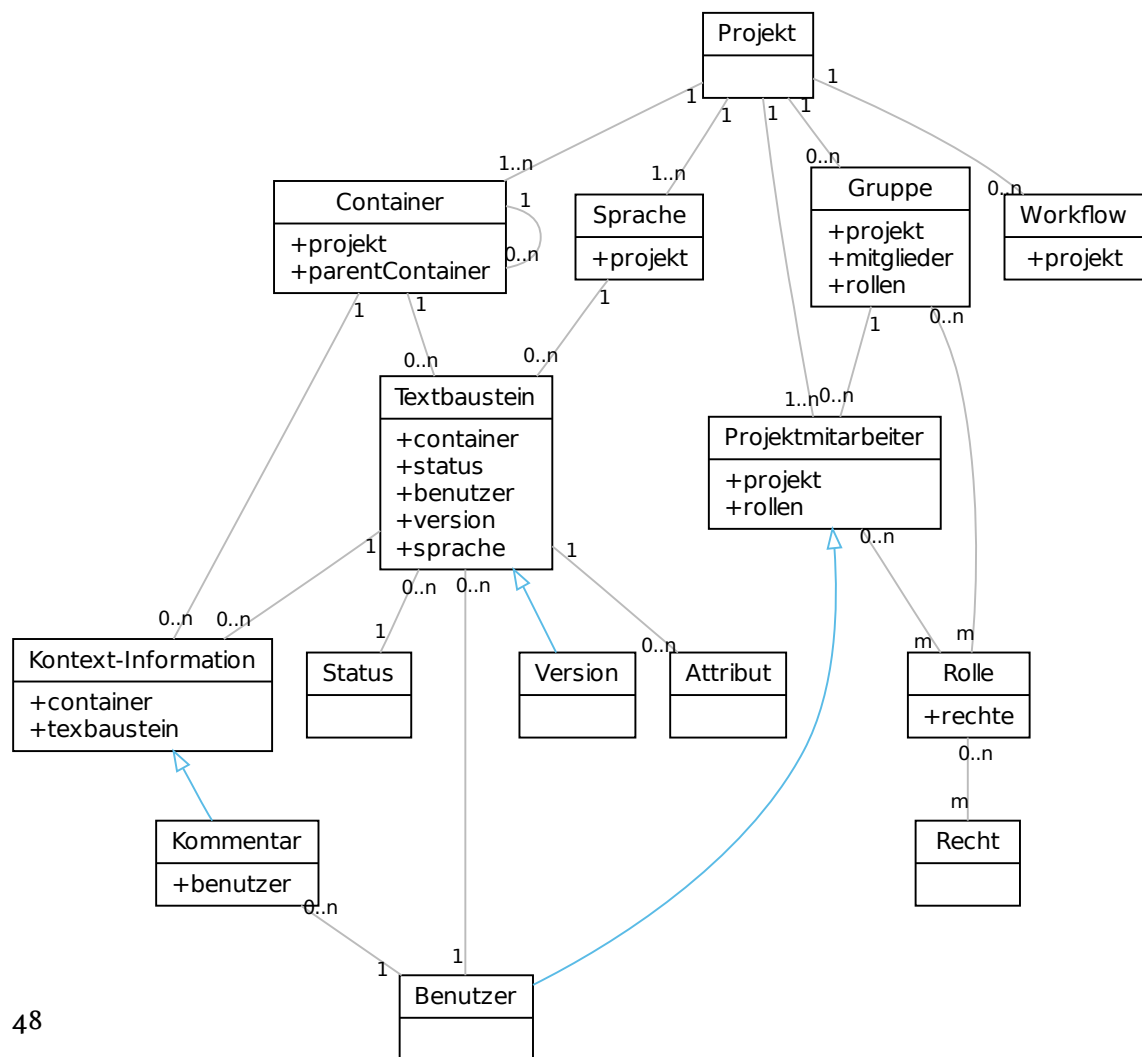 Projekt
1
1
1
1
1
1..n
1..n
0..n
0..n
Container
+projekt
+parentContainer
1
0..n
Sprache
+projekt
Gruppe
+projekt
+mitglieder
+rollen
Workflow
+projekt
1
1
1
1
0..n
0..n
0..n
1..n
0..n
Textbaustein
+container
+status
+benutzer
+version
+sprache
Projektmitarbeiter
+projekt
+rollen
1
0..n
0..n
1
0..n
0..n
0..n
1
0..n
m
m
Kontext-Information
+container
+texbaustein
Status
Version
Attribut
Rolle
+rechte
0..n
m
Kommentar
+benutzer
Recht
0..n
1
1
Benutzer
48